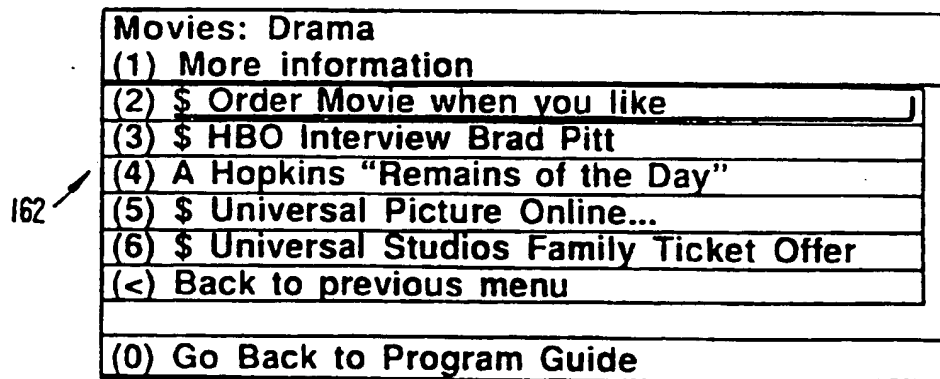 Movies: Drama
(1) More information
(2) $ Order Movie when you like
(3) $ HBO Interview Brad Pitt
(4) A Hopkins “Remains of the Day”
162
(5) $ Universal Picture Online...
(6) $ Universal Studios Family Ticket Offer
(<) Back to previous menu
(0) Go Back to Program Guide